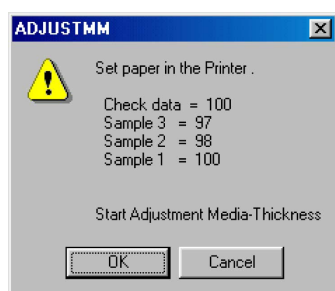 ADJUSTMM
Set paper in the Printer .
Check data = 100
Sample 3 = 97
Sample 2 = 98
Sample 1 = 100
Start Adjustment Media-Thickness
OK
Cancel